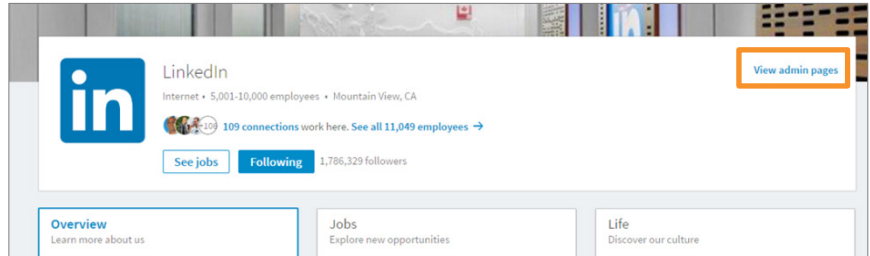 in
in
LinkedIn
View admin pages
Internet • 5,001-10,000 employees • Mountain View, CA
+106 109 connections work here. See all 11,049 employees →
See jobs Following 1,786,329 followers
Overview Jobs Life
Learn more about us Explore new opportunities Discover our culture